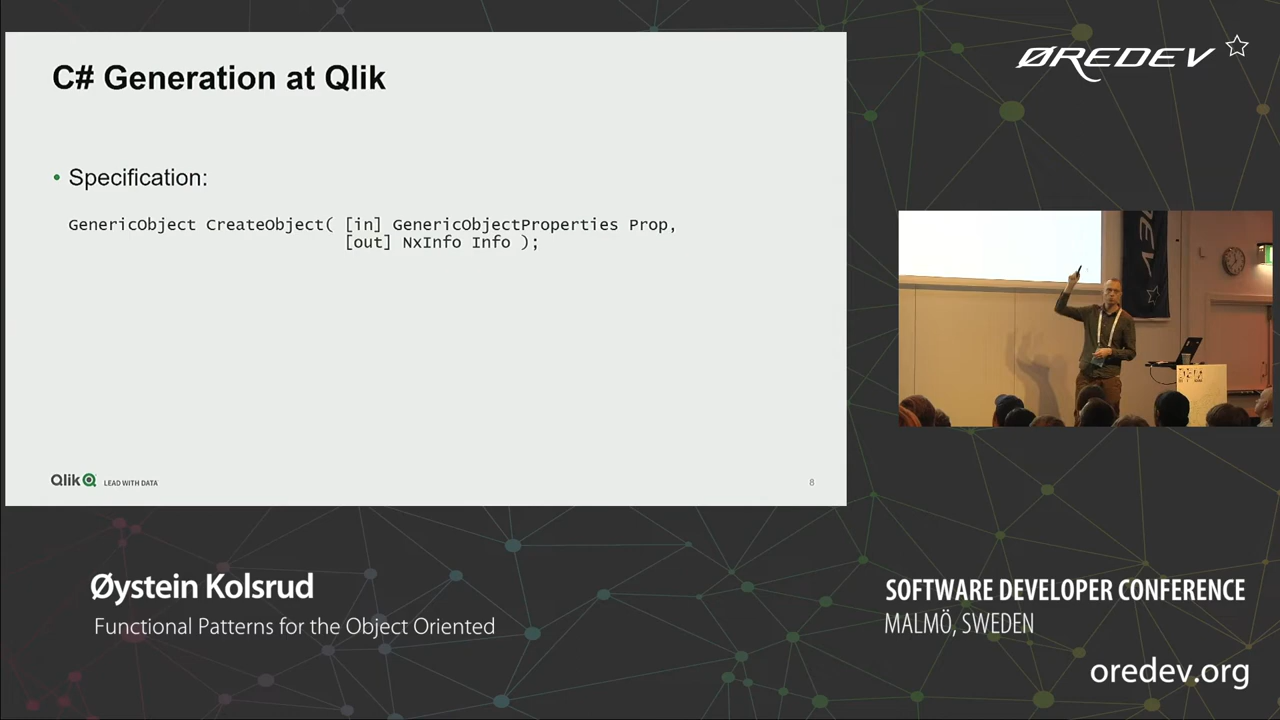 C# Generation at Qlik
• Specification:
GenericObject CreateObject( [in] GenericObjectProperties Prop,
[out] NxInfo Info );
Qlik LEAD WITH DATA
8
ØREDEV
Øystein Kolsrud
Functional Patterns for the Object Oriented
SOFTWARE DEVELOPER CONFERENCE
MALMÖ, SWEDEN
oredev.org